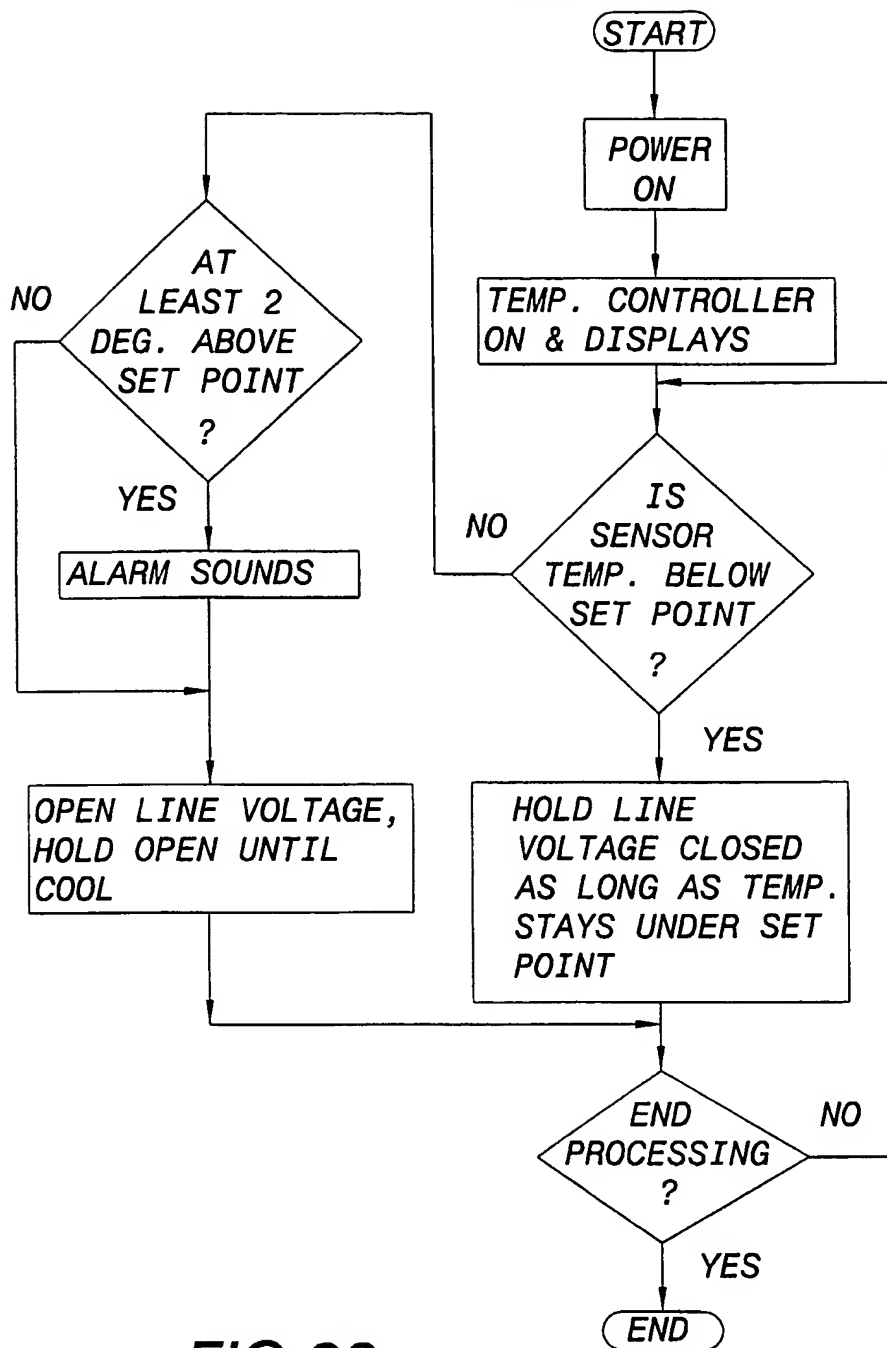 START
POWER
ON
TEMP. CONTROLLER
ON & DISPLAYS
IS
SENSOR
TEMP. BELOW
SET POINT
?
NO
YES
AT
LEAST 2
DEG. ABOVE
SET POINT
?
NO
YES
ALARM SOUNDS
OPEN LINE VOLTAGE,
HOLD OPEN UNTIL
COOL
HOLD LINE
VOLTAGE CLOSED
AS LONG AS TEMP.
STAYS UNDER SET
POINT
END
PROCESSING
?
NO
YES
END